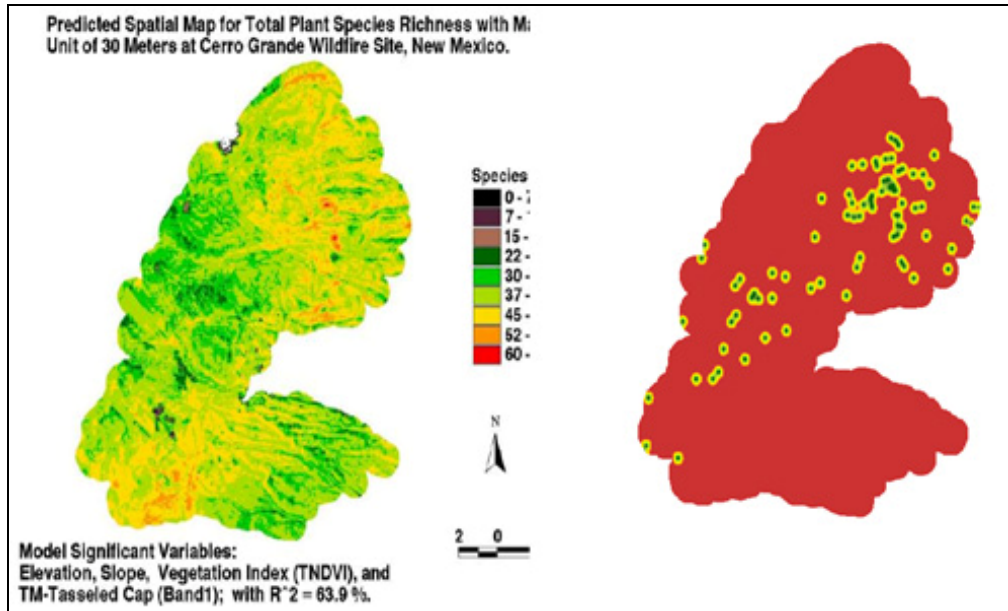 Predicted Spatial Map for Total Plant Species Richness with Ma
Unit of 30 Meters at Cerro Grande Wildfire Site, New Mexico.
Species
0 -
7 -
15 -
22 -
30 -
37 -
45 -
52 -
60 -
N
2 0
Model Significant Variables:
Elevation, Slope, Vegetation Index (TNDVI), and
TM-Tasseled Cap (Band1); with R^2 = 63.9 %.